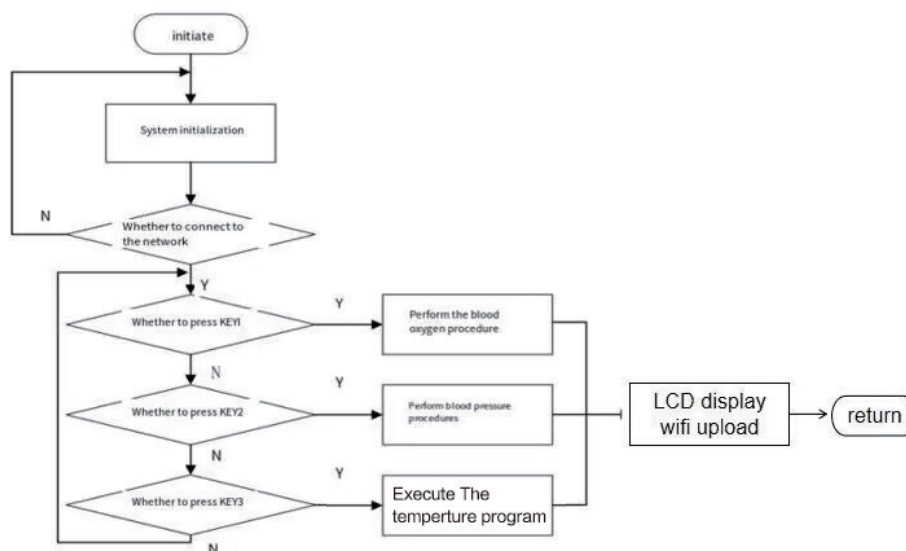 initiate
System initialization
N
Whether to connect to
the network
Y
Whether to press KEY1
Y
Perform the blood
oxygen procedure
N
Whether to press KEY2
Y
Perform blood pressure
procedures
LCD display
wifi upload
return
N
Whether to press KEY3
Y
Execute The
temperture program
N